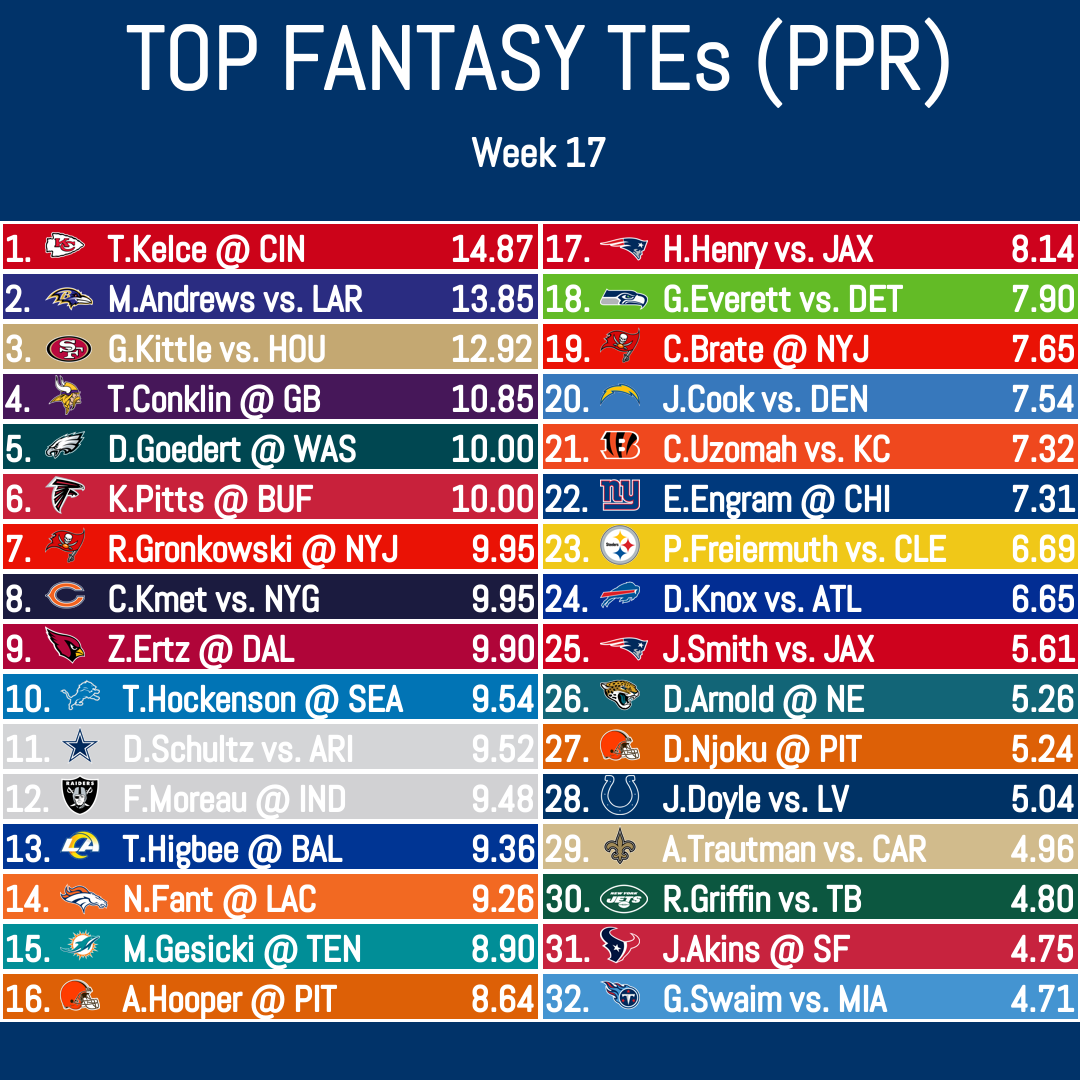 TOP FANTASY TEs (PPR)
Week 17
1. T.Kelce @ CIN 14.87
2. M.Andrews vs. LAR 13.85
3. G.Kittle vs. HOU 12.92
4. T.Conklin @ GB 10.85
5. D.Goedert @ WAS 10.00
6. K.Pitts @ BUF 10.00
7. R.Gronkowski @ NYJ 9.95
8. C.Kmet vs. NYG 9.95
9. Z.Ertz @ DAL 9.90
10. T.Hockenson @ SEA 9.54
11. D.Schultz vs. ARI 9.52
12. RAIDERS F.Moreau @ IND 9.48
13. LA T.Higbee @ BAL 9.36
14. N.Fant @ LAC 9.26
15. M.Gesicki @ TEN 8.90
16. A.Hooper @ PIT 8.64
17. H.Henry vs. JAX 8.14
18. G.Everett vs. DET 7.90
19. C.Brate @ NYJ 7.65
20. J.Cook vs. DEN 7.54
21. C.Uzomah vs. KC 7.32
22. ny E.Engram @ CHI 7.31
23. Steelers P.Freiermuth vs. CLE 6.69
24. D.Knox vs. ATL 6.65
25. J.Smith vs. JAX 5.61
26. D.Arnold @ NE 5.26
27. D.Njoku @ PIT 5.24
28. J.Doyle vs. LV 5.04
29. A.Trautman vs. CAR 4.96
30. NEW YORK JETS R.Griffin vs. TB 4.80
31. J.Akins @ SF 4.75
32. T G.Swaim vs. MIA 4.71